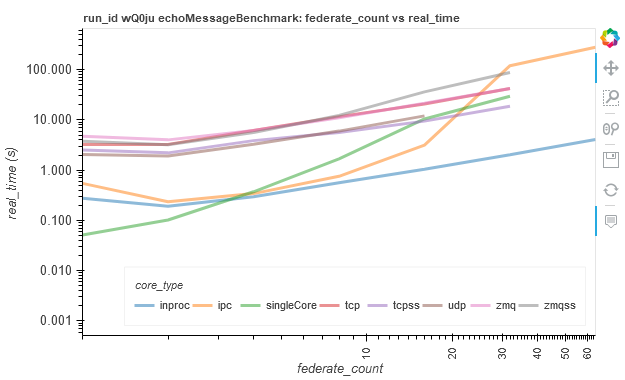 run_id wQ0ju echoMessageBenchmark: federate_count vs real_time
100.000
10.000
1.000
0.100
0.010
0.001
real_time (s)
core_type
inproc ipc singleCore tcp tcpss udp zmq zmqss
10 20 30 40 50 60
federate_count